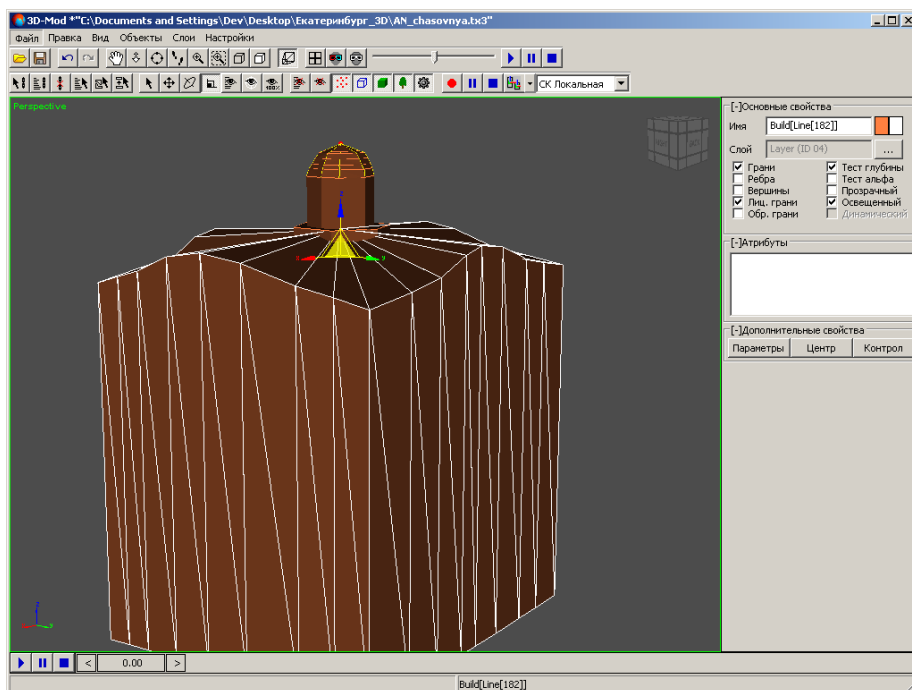 3D-Mod *"C:\Documents and Settings\Dev\Desktop\Екатеринбург_3D\AN_chasovnya.tx3"
Файл Правка Вид Объекты Слои Настройки
100%
СК Локальная
Perspective
[-]Основные свойства
Имя Build[Line[182]]
Слой Layer (ID 04) ...
Грани Тест глубины
Ребра Тест альфа
Вершины Прозрачный
Лиц. грани Освещенный
Обр. грани Динамический
[-]Атрибуты
[-]Дополнительные свойства
Параметры Центр Контрол
z
x y
z
< 0.00 >
Build[Line[182]]